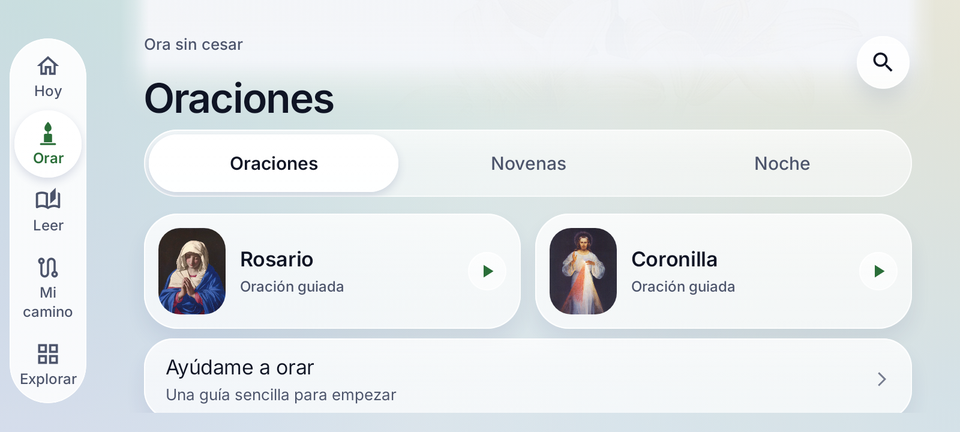 Ora sin cesar
Oraciones
Hoy
Orar
Leer
Mi
camino
Explorar
Oraciones
Novenas
Noche
Rosario
Oración guiada
Coronilla
Oración guiada
Ayúdame a orar
Una guía sencilla para empezar